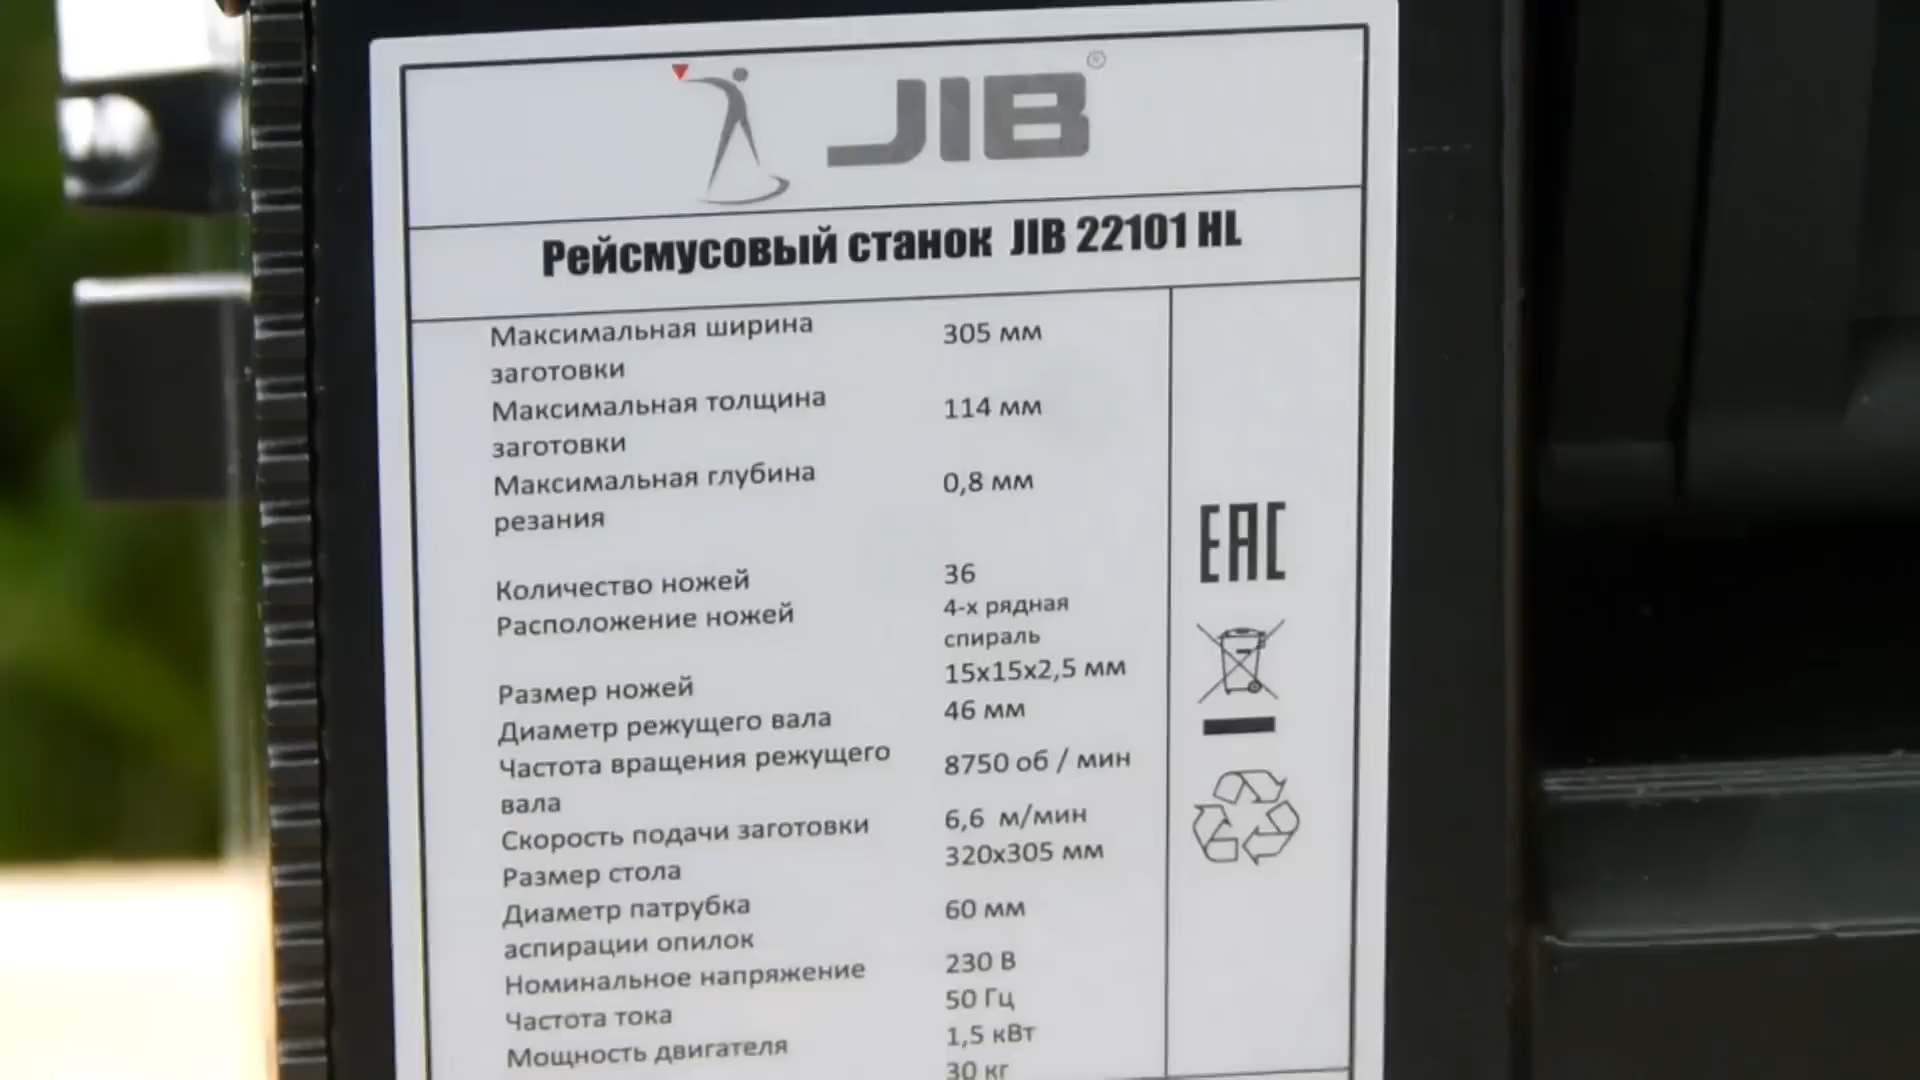 JIB®
Рейсмусовый станок JIB 22101 HL
Максимальная ширина заготовки 305 мм
Максимальная толщина заготовки 114 мм
Максимальная глубина резания 0,8 мм
Количество ножей 36
Расположение ножей 4-х рядная спираль
Размер ножей 15х15х2,5 мм
Диаметр режущего вала 46 мм
Частота вращения режущего вала 8750 об / мин
Скорость подачи заготовки 6,6 м/мин
Размер стола 320х305 мм
Диаметр патрубка аспирации опилок 60 мм
Номинальное напряжение 230 В
Частота тока 50 Гц
Мощность двигателя 1,5 кВт
30 кг
ЕАС